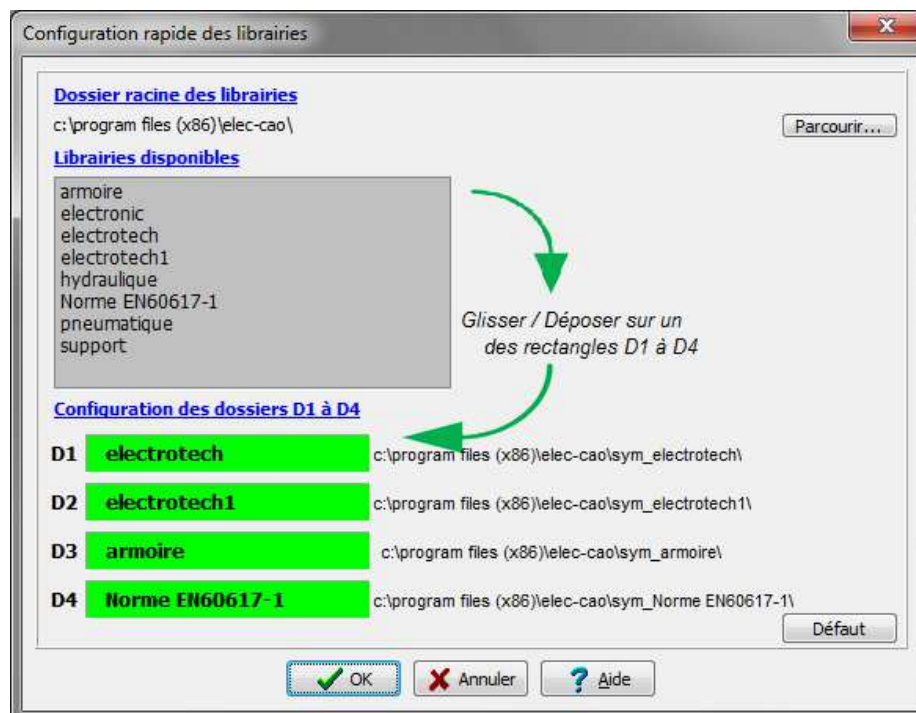 Configuration rapide des librairies
Dossier racine des librairies
c:\program files (x86)\elec-cao\
Parcourir...
Librairies disponibles
armoire
electronic
electrotech
electrotech1
hydraulique
Norme EN60617-1
pneumatique
support
Glisser / Déposer sur un
des rectangles D1 à D4
Configuration des dossiers D1 à D4
D1 electrotech c:\program files (x86)\elec-cao\sym_electrotech\
D2 electrotech1 c:\program files (x86)\elec-cao\sym_electrotech1\
D3 armoire c:\program files (x86)\elec-cao\sym_armoire\
D4 Norme EN60617-1 c:\program files (x86)\elec-cao\sym_Norme EN60617-1\
Défaut
OK Annuler Aide